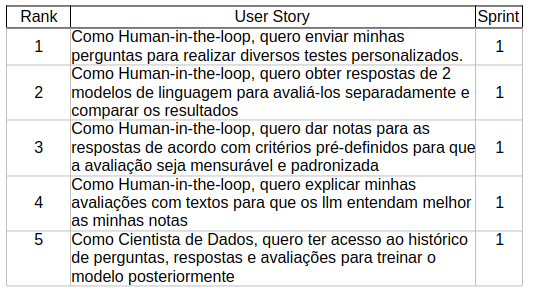 Rank User Story Sprint
Como Human-in-the-loop, quero enviar minhas
1 perguntas para realizar diversos testes personalizados. 1
Como Human-in-the-loop, quero obter respostas de 2
2 modelos de linguagem para avaliá-los separadamente e 1
comparar os resultados
Como Human-in-the-loop, quero dar notas para as
3 respostas de acordo com critérios pré-definidos para que 1
a avaliação seja mensurável e padronizada
Como Human-in-the-loop, quero explicar minhas
4 avaliações com textos para que os llm entendam melhor 1
as minhas notas
5 Como Cientista de Dados, quero ter acesso ao histórico 1
de perguntas, respostas e avaliações para treinar o
modelo posteriormente